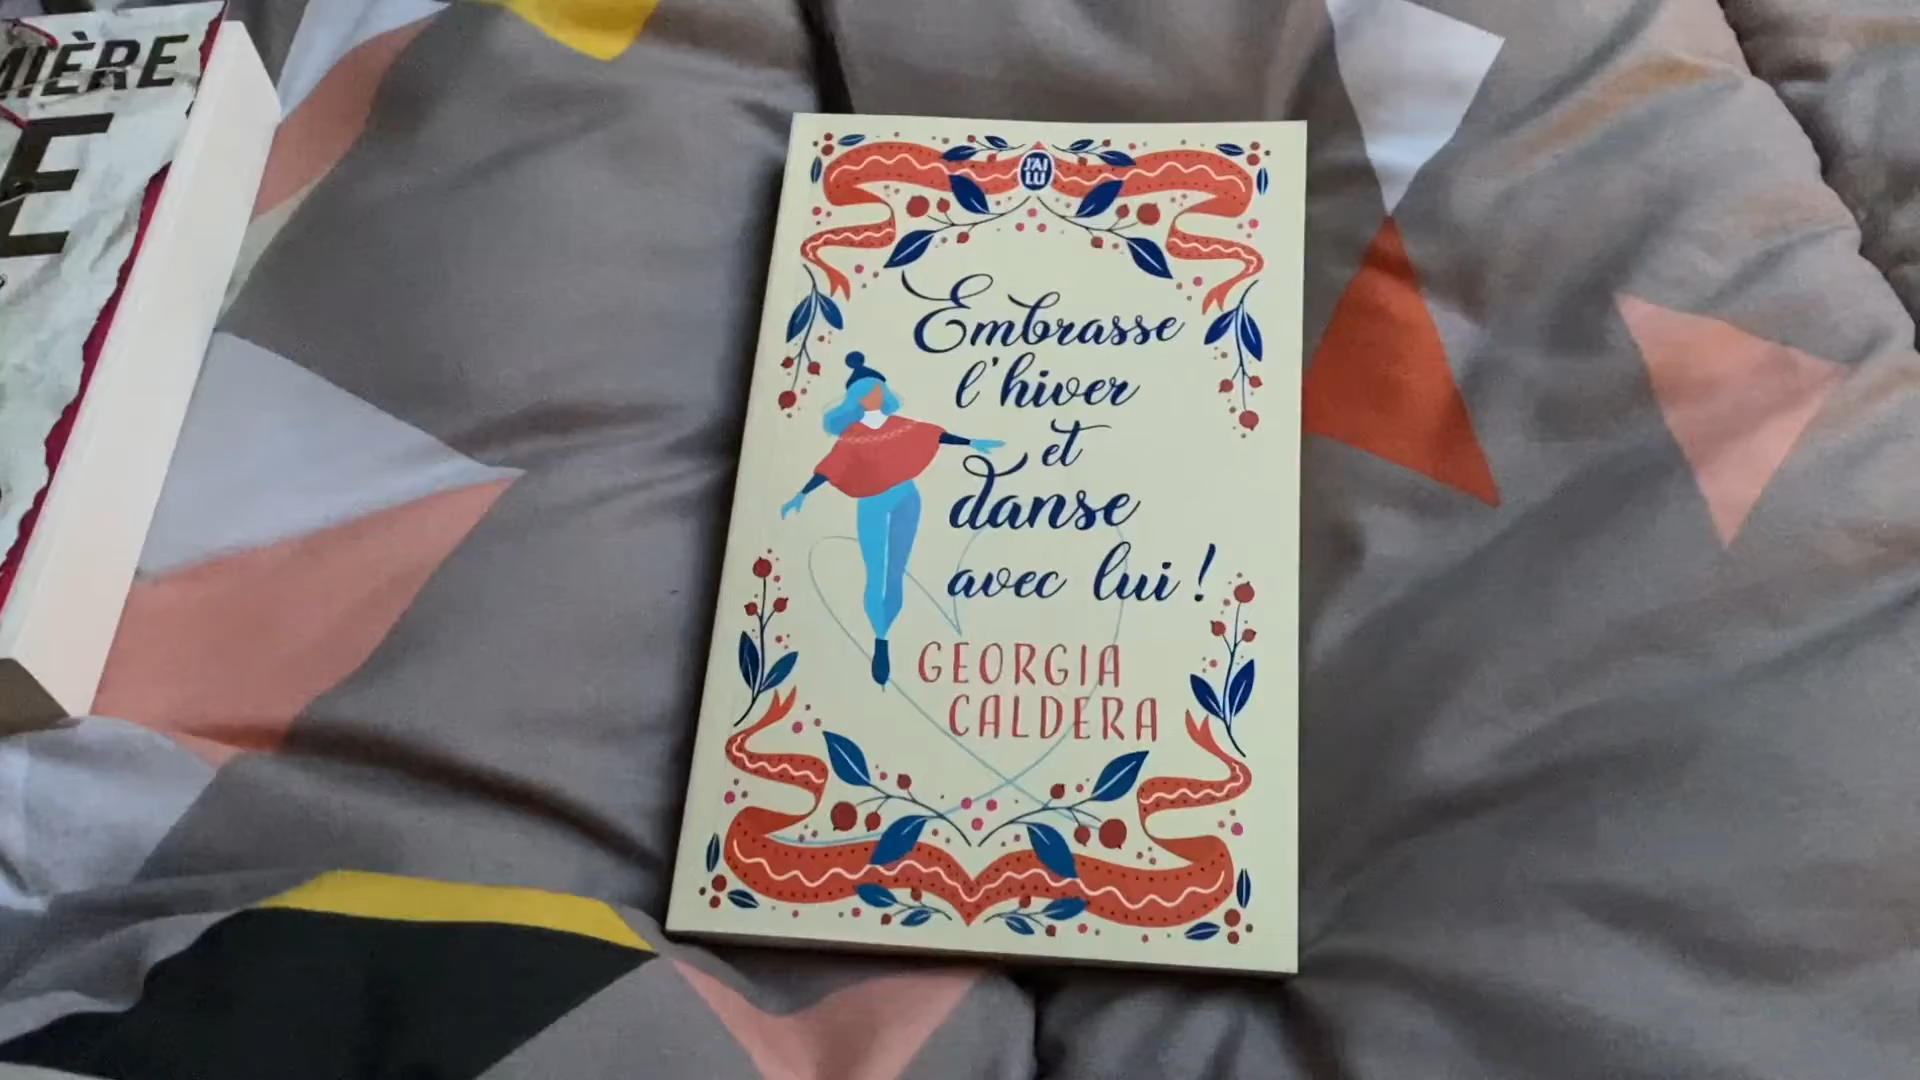 MIÈRE
E
J'AI
LU
Embrasse
l'hiver
et
danse
avec lui !
GEORGIA
CALDERA